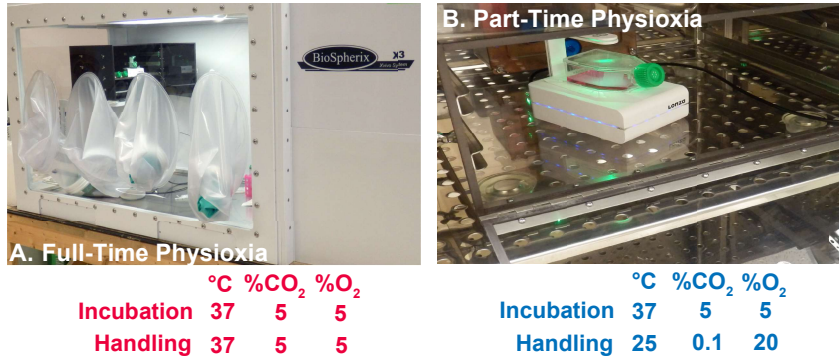 BioSpherix
X3
B. Part-Time Physioxia
Lonza
A. Full-Time Physioxia
°C %CO2 %O2
Incubation 37 5 5
Handling 37 5 5
°C %CO2 %O2
Incubation 37 5 5
Handling 25 0.1 20